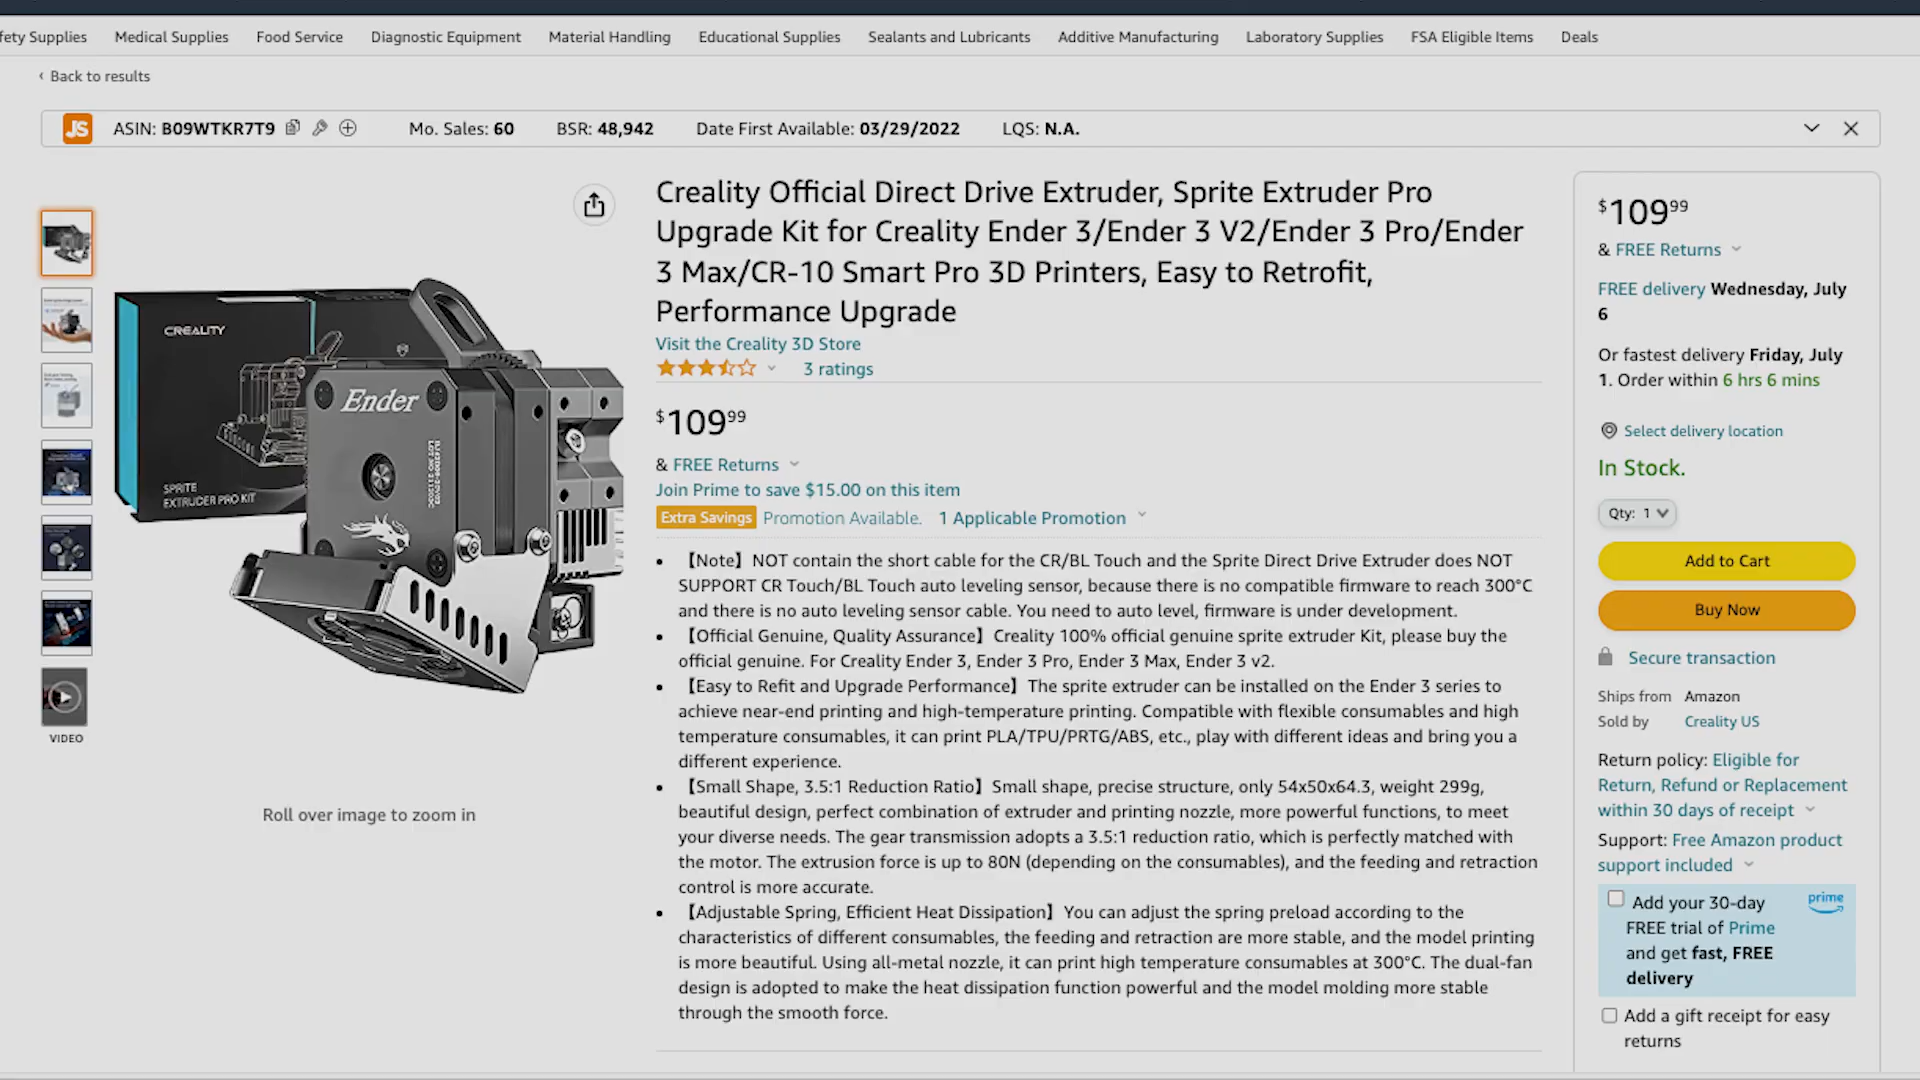 fety Supplies Medical Supplies Food Service Diagnostic Equipment Material Handling Educational Supplies Sealants and Lubricants Additive Manufacturing Laboratory Supplies FSA Eligible Items Deals
‹ Back to results
JS ASIN: B09WTKR7T9 Mo. Sales: 60 BSR: 48,942 Date First Available: 03/29/2022 LQS: N.A.
CREALITY
SPRITE
EXTRUDER PRO KIT
Ender
VIDEO
Roll over image to zoom in
Creality Official Direct Drive Extruder, Sprite Extruder Pro
Upgrade Kit for Creality Ender 3/Ender 3 V2/Ender 3 Pro/Ender
3 Max/CR-10 Smart Pro 3D Printers, Easy to Retrofit,
Performance Upgrade
Visit the Creality 3D Store
3 ratings
$109.99
& FREE Returns
Join Prime to save $15.00 on this item
Extra Savings Promotion Available. 1 Applicable Promotion
• 【Note】NOT contain the short cable for the CR/BL Touch and the Sprite Direct Drive Extruder does NOT
SUPPORT CR Touch/BL Touch auto leveling sensor, because there is no compatible firmware to reach 300°C
and there is no auto leveling sensor cable. You need to auto level, firmware is under development.
• 【Official Genuine, Quality Assurance】Creality 100% official genuine sprite extruder Kit, please buy the
official genuine. For Creality Ender 3, Ender 3 Pro, Ender 3 Max, Ender 3 v2.
• 【Easy to Refit and Upgrade Performance】The sprite extruder can be installed on the Ender 3 series to
achieve near-end printing and high-temperature printing. Compatible with flexible consumables and high
temperature consumables, it can print PLA/TPU/PRTG/ABS, etc., play with different ideas and bring you a
different experience.
• 【Small Shape, 3.5:1 Reduction Ratio】Small shape, precise structure, only 54x50x64.3, weight 299g,
beautiful design, perfect combination of extruder and printing nozzle, more powerful functions, to meet
your diverse needs. The gear transmission adopts a 3.5:1 reduction ratio, which is perfectly matched with
the motor. The extrusion force is up to 80N (depending on the consumables), and the feeding and retraction
control is more accurate.
• 【Adjustable Spring, Efficient Heat Dissipation】You can adjust the spring preload according to the
characteristics of different consumables, the feeding and retraction are more stable, and the model printing
is more beautiful. Using all-metal nozzle, it can print high temperature consumables at 300°C. The dual-fan
design is adopted to make the heat dissipation function powerful and the model molding more stable
through the smooth force.
$109.99
& FREE Returns
FREE delivery Wednesday, July
6
Or fastest delivery Friday, July
1. Order within 6 hrs 6 mins
Select delivery location
In Stock.
Qty: 1
Add to Cart
Buy Now
Secure transaction
Ships from Amazon
Sold by Creality US
Return policy: Eligible for
Return, Refund or Replacement
within 30 days of receipt
Support: Free Amazon product
support included
Add your 30-day prime
FREE trial of Prime
and get fast, FREE
delivery
Add a gift receipt for easy
returns